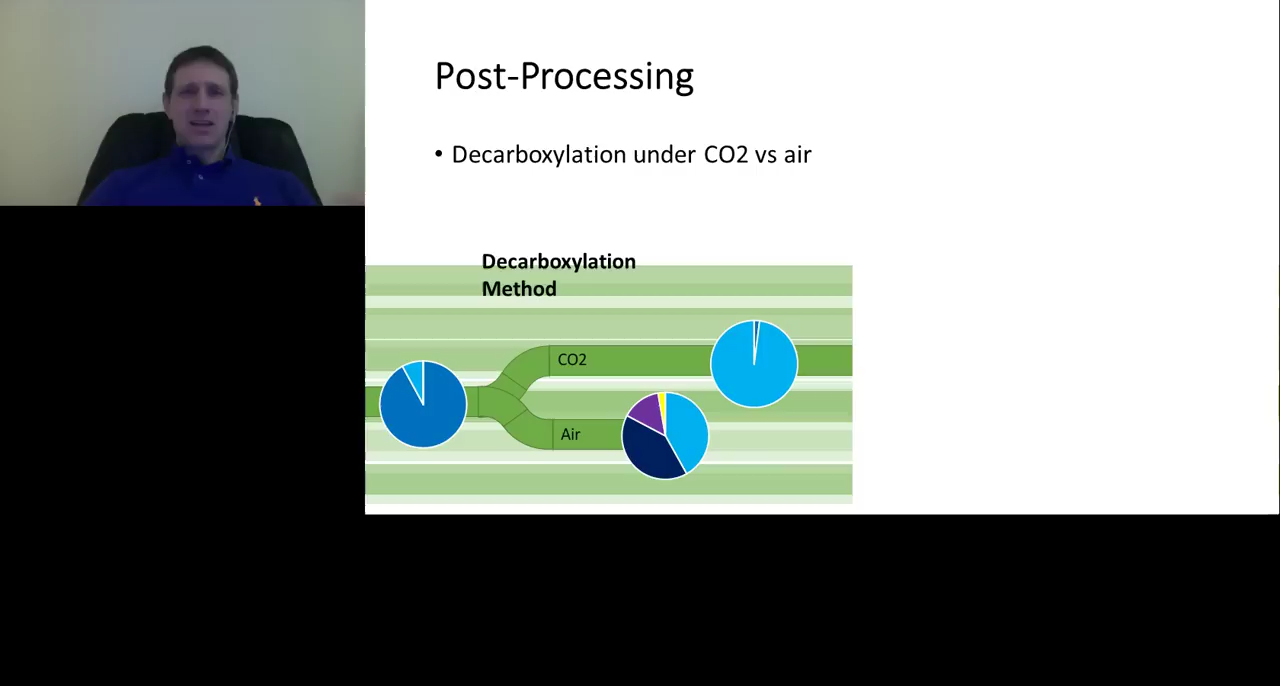 Post-Processing
• Decarboxylation under CO2 vs air
Decarboxylation
Method
CO2
Air